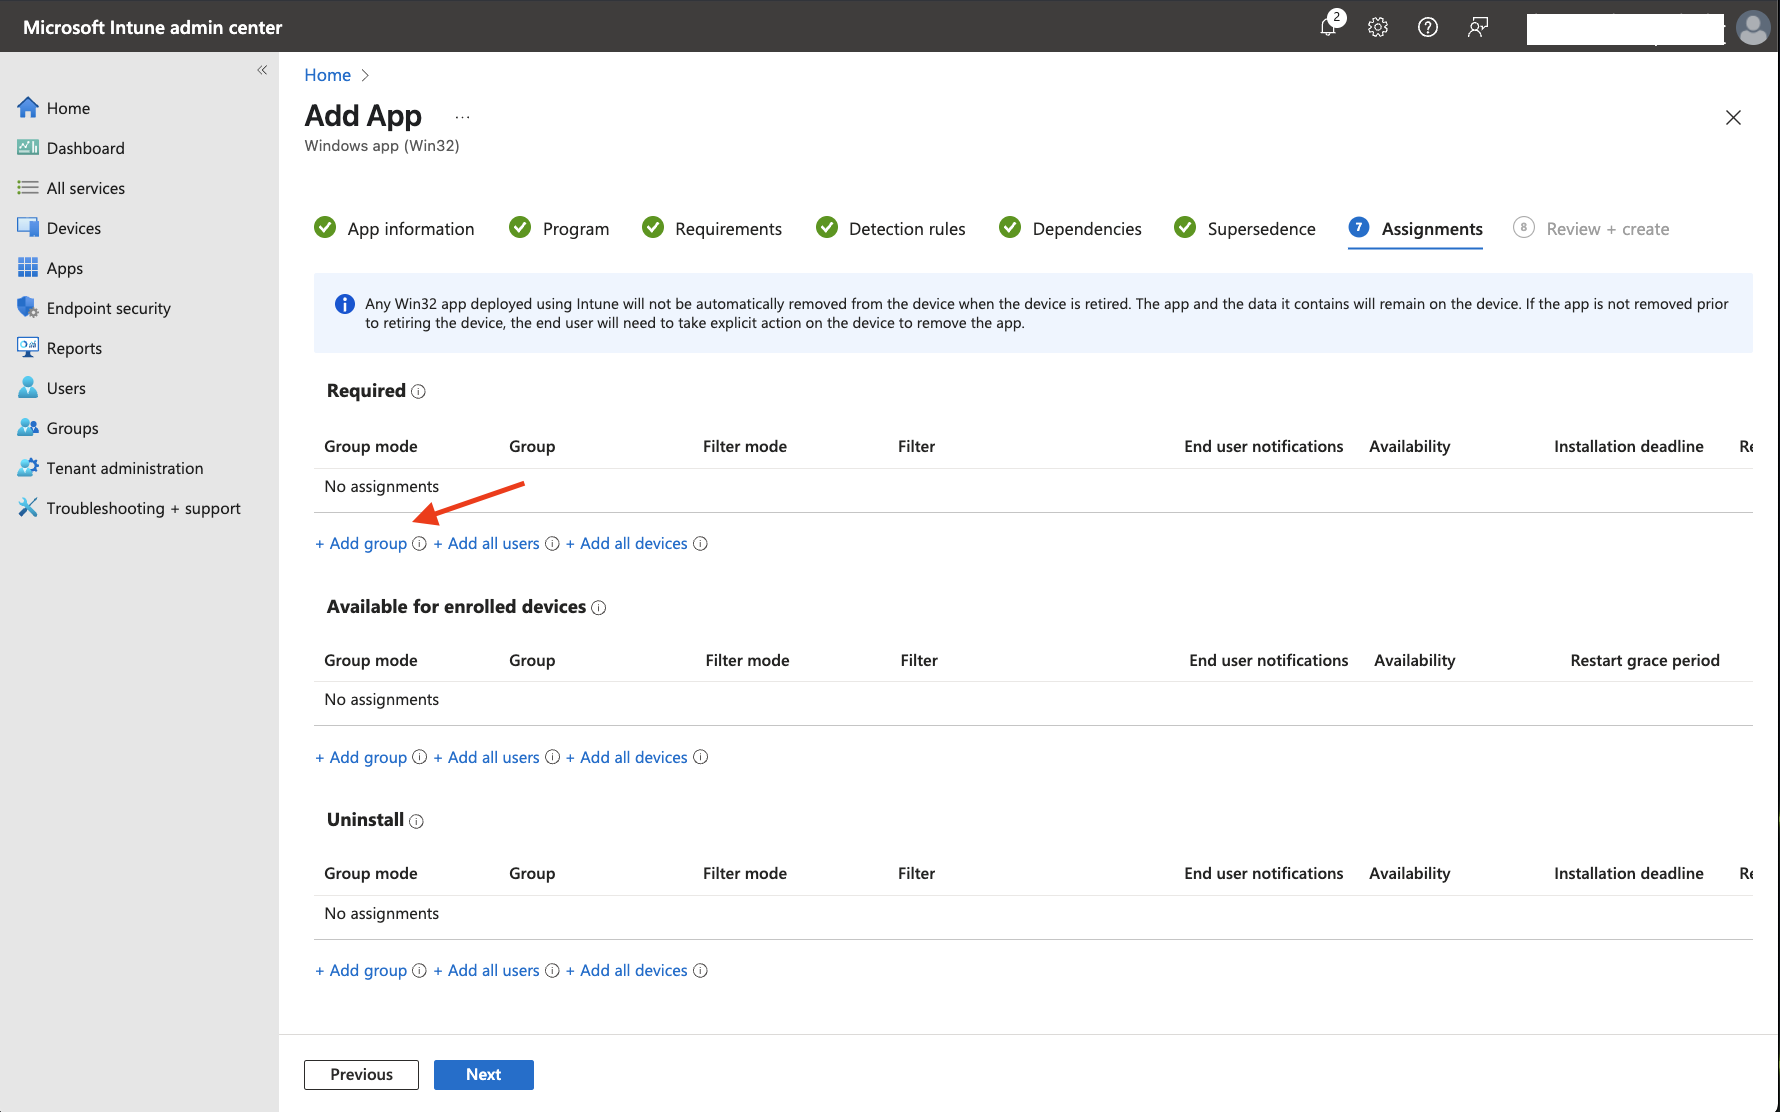 Microsoft Intune admin center
2
Home
Dashboard
All services
Devices
Apps
Endpoint security
Reports
Users
Groups
Tenant administration
Troubleshooting + support
Home
Add App ...
Windows app (Win32)
App information
Program
Requirements
Detection rules
Dependencies
Supersedence
7 Assignments
8 Review + create
Any Win32 app deployed using Intune will not be automatically removed from the device when the device is retired. The app and the data it contains will remain on the device. If the app is not removed prior
to retiring the device, the end user will need to take explicit action on the device to remove the app.
Required
Group mode Group Filter mode Filter End user notifications Availability Installation deadline Re
No assignments
+ Add group + Add all users + Add all devices
Available for enrolled devices
Group mode Group Filter mode Filter End user notifications Availability Restart grace period
No assignments
+ Add group + Add all users + Add all devices
Uninstall
Group mode Group Filter mode Filter End user notifications Availability Installation deadline Re
No assignments
+ Add group + Add all users + Add all devices
Previous Next